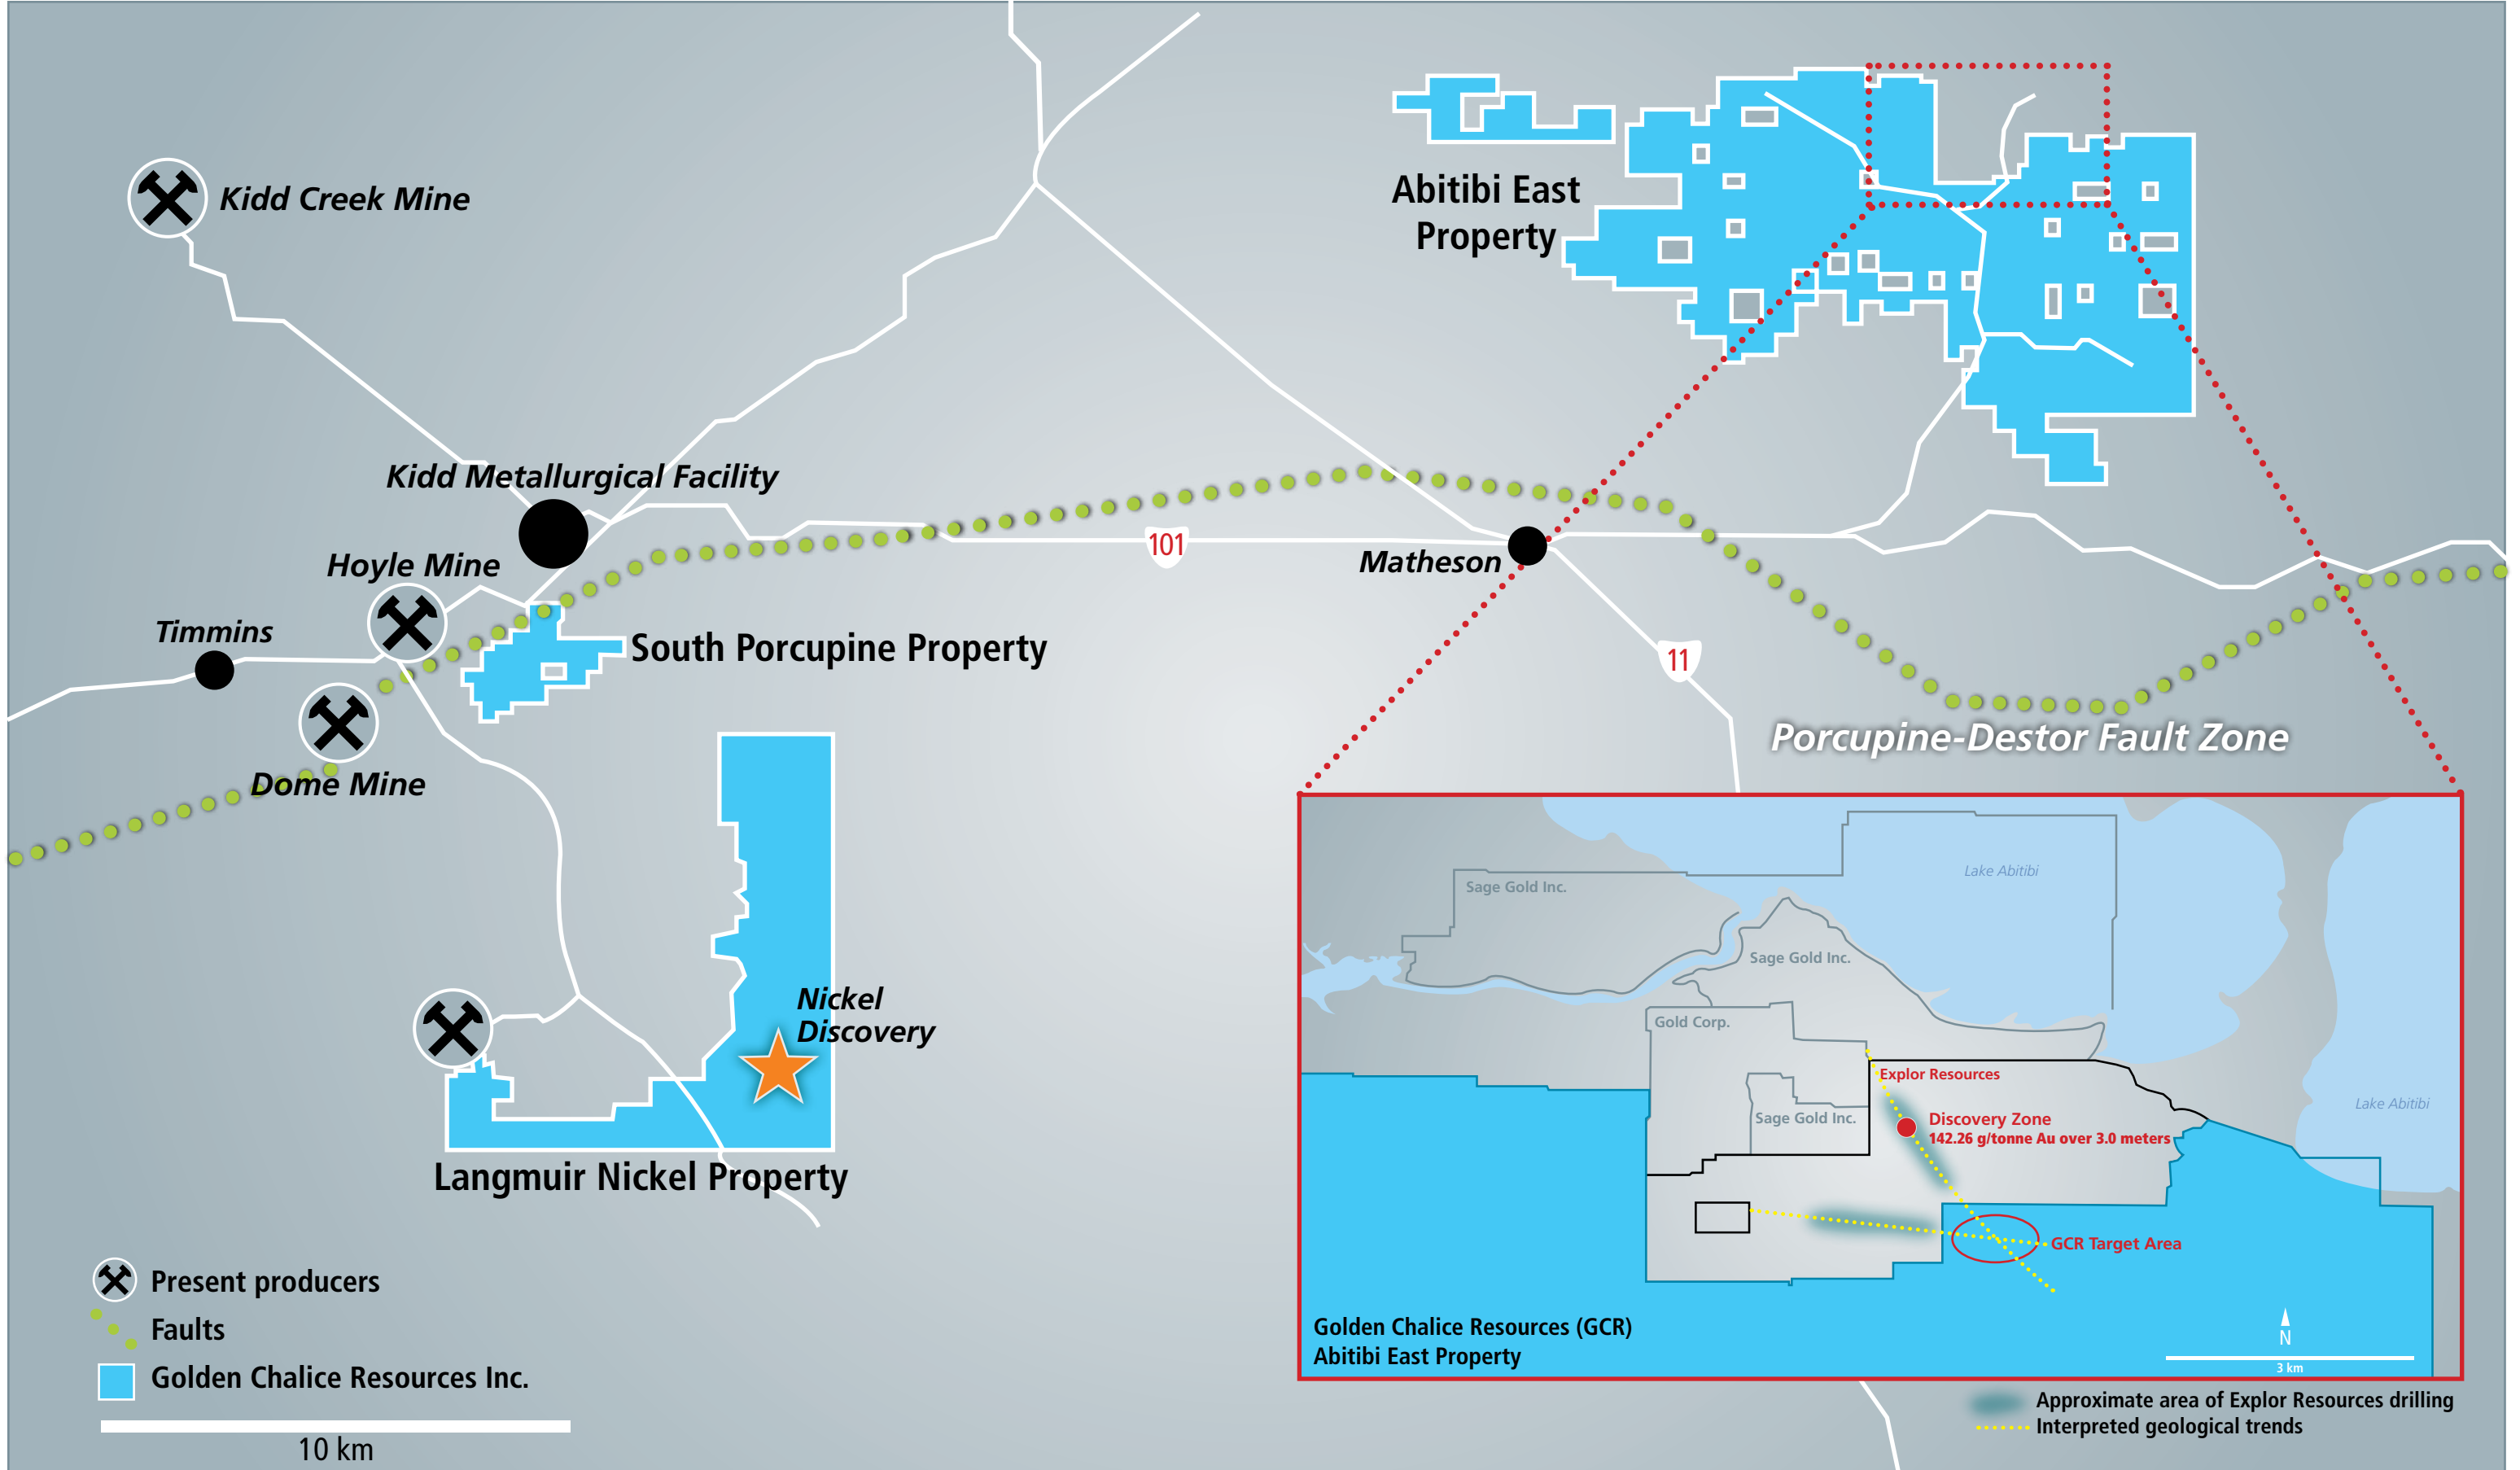 Kidd Creek Mine
Abitibi East
Property
Kidd Metallurgical Facility
Hoyle Mine
101
Matheson
Timmins
South Porcupine Property
11
Dome Mine
Porcupine-Destor Fault Zone
Nickel
Discovery
Langmuir Nickel Property
Lake Abitibi
Sage Gold Inc.
Sage Gold Inc.
Gold Corp.
Explor Resources
Lake Abitibi
Sage Gold Inc.
Discovery Zone
142.26 g/tonne Au over 3.0 meters
GCR Target Area
Golden Chalice Resources (GCR)
Abitibi East Property
N
3 km
Present producers
Faults
Golden Chalice Resources Inc.
10 km
Approximate area of Explor Resources drilling
Interpreted geological trends